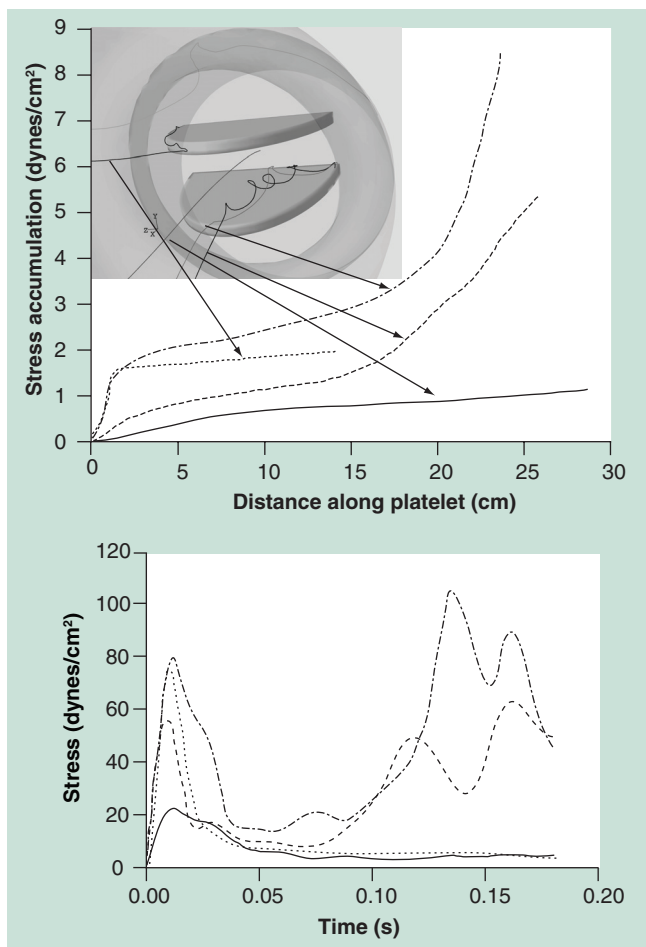 9
8
7
6
5
4
3
2
1
0
Stress accumulation (dynes/cm²)
Y
Z X
0 5 10 15 20 25 30
Distance along platelet (cm)
120
100
80
60
40
20
0
Stress (dynes/cm²)
0.00 0.05 0.10 0.15 0.20
Time (s)